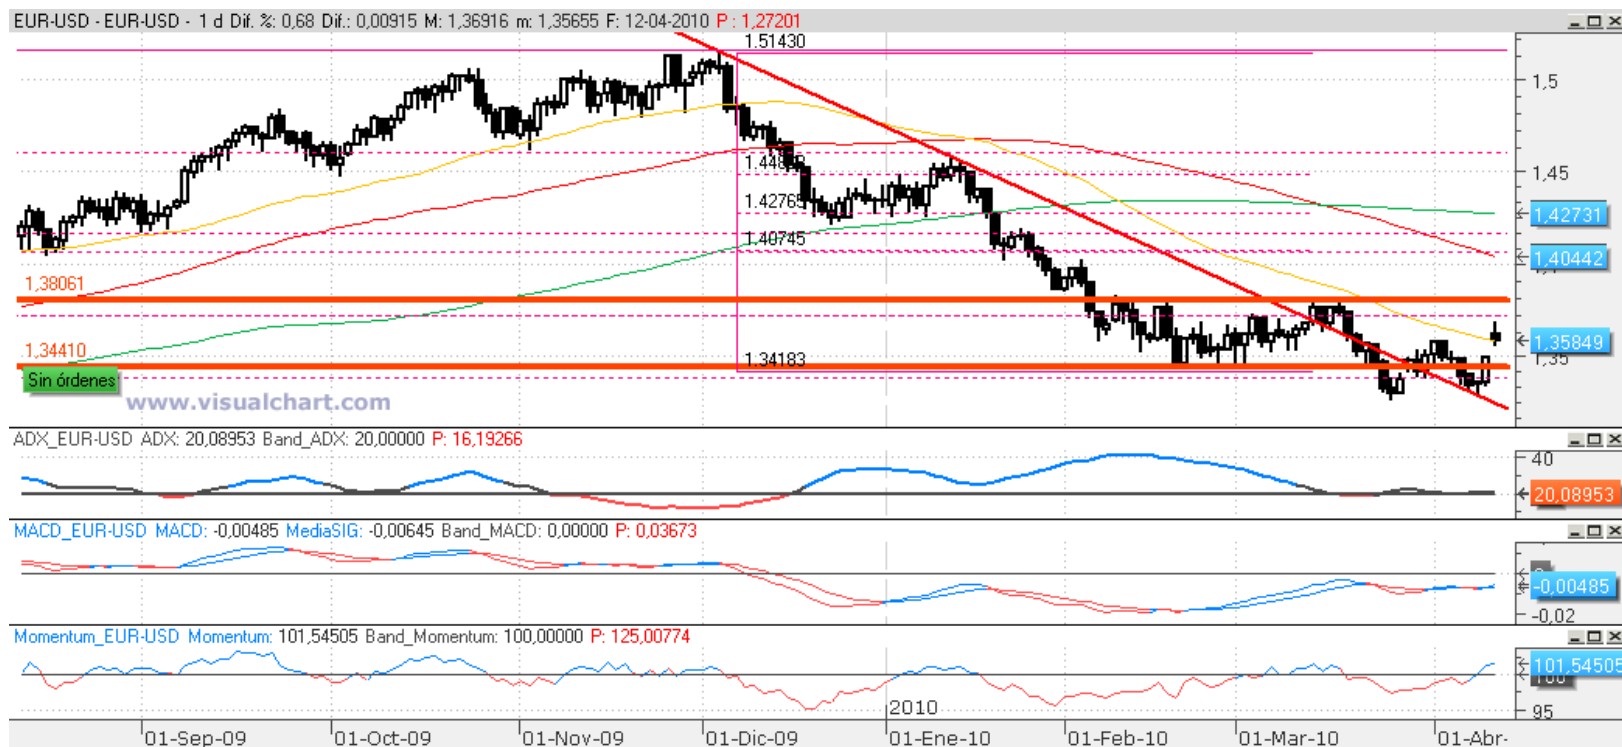 EUR-USD - EUR-USD - 1 d Dif. %: 0,68 Dif.: 0,00915 M: 1,36916 m: 1,35655 F: 12-04-2010 P : 1,27201
1.51430
1,5
1.45
1.42765
1,42731
1.40745
1,40442
1,38061
1,35849
1,35
1.34410
1.34183
Sin órdenes
www.visualchart.com
ADX_EUR-USD ADX: 20,08953 Band_ADX: 20,00000 P: 16,19266
40
20,08953
MACD_EUR-USD MACD: -0,00485 MediaSIG: -0,00645 Band_MACD: 0,00000 P: 0,03673
-0,00485
-0,02
Momentum_EUR-USD Momentum: 101,54505 Band_Momentum: 100,00000 P: 125,00774
101,54505
100
95
2010
01-Sep-09 01-Oct-09 01-Nov-09 01-Dic-09 01-Ene-10 01-Feb-10 01-Mar-10 01-Abr-